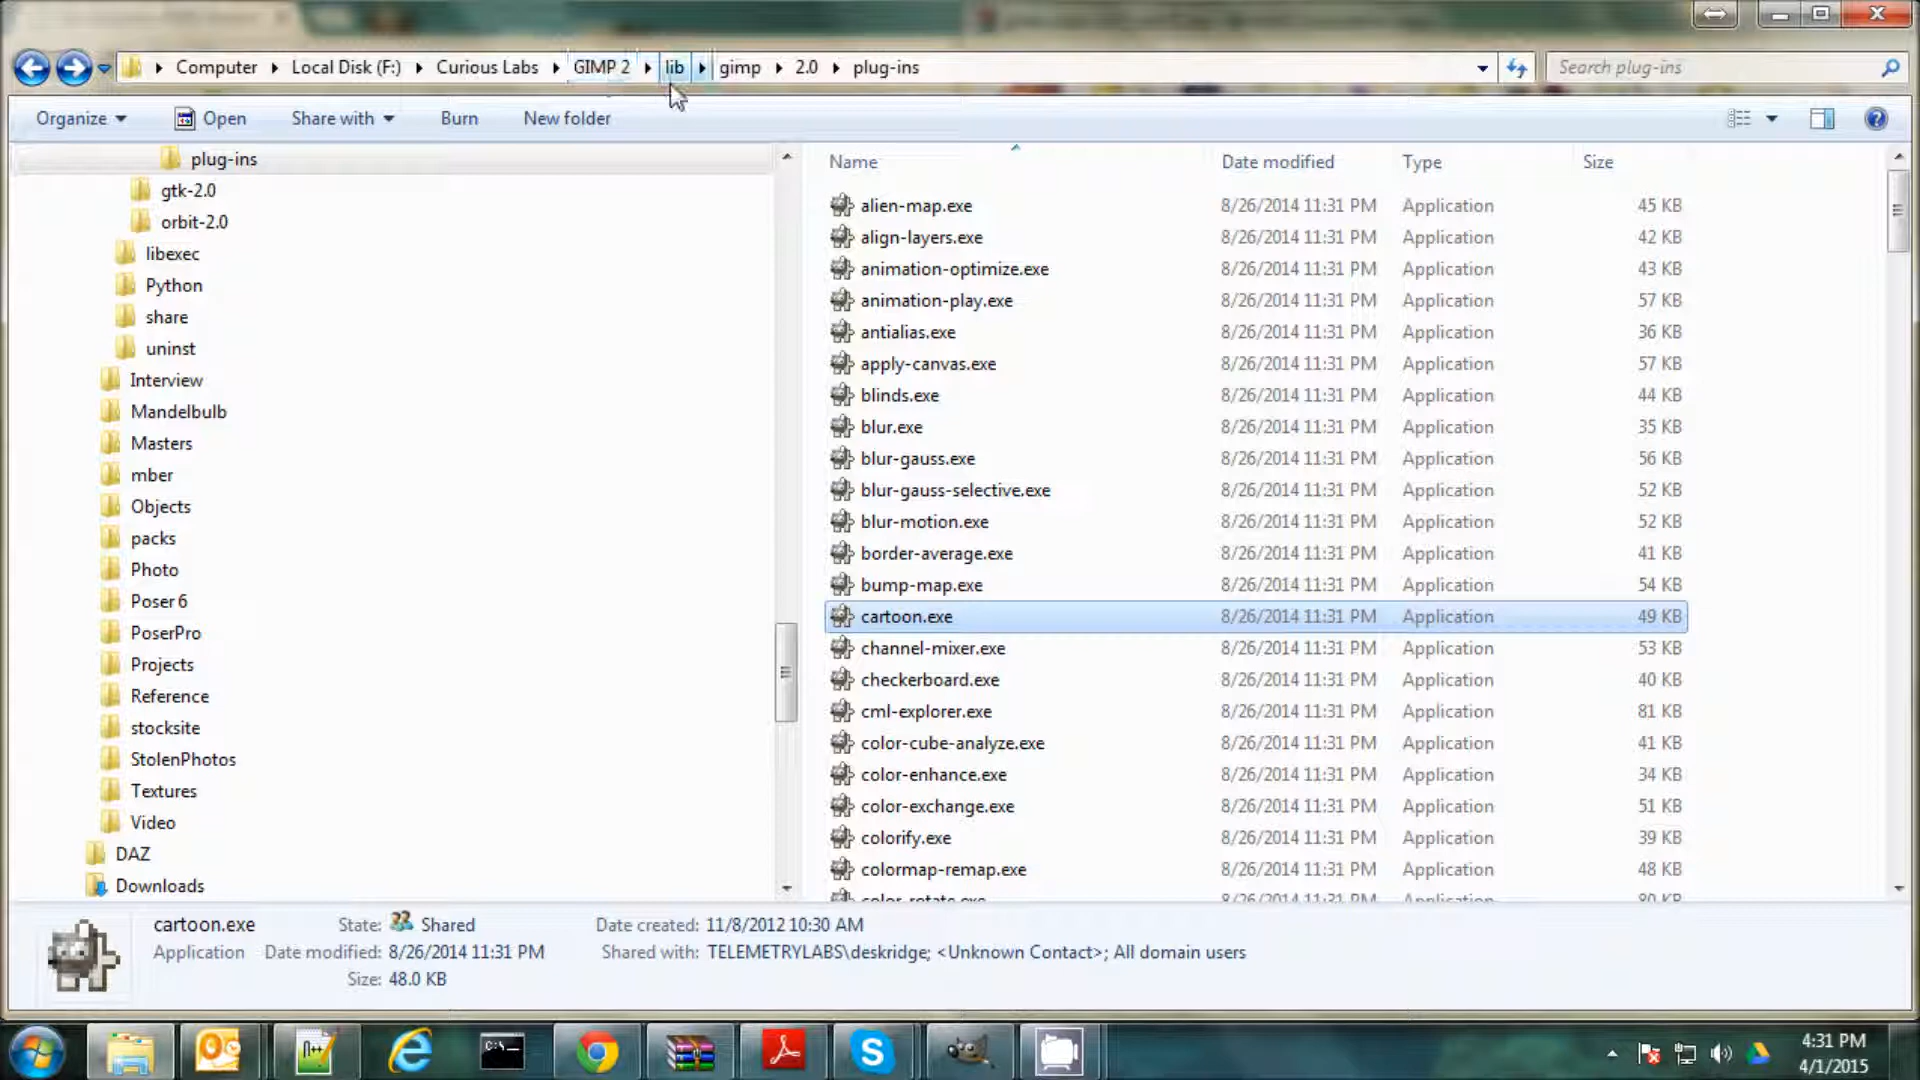 Computer Local Disk (F:) Curious Labs GIMP 2 lib gimp 2.0 plug-ins Search plug-ins
Organize Open Share with Burn New folder
plug-ins
gtk-2.0
orbit-2.0
libexec
Python
share
uninst
Interview
Mandelbulb
Masters
mber
Objects
packs
Photo
Poser 6
PoserPro
Projects
Reference
stocksite
StolenPhotos
Textures
Video
DAZ
Downloads
Name Date modified Type Size
alien-map.exe 8/26/2014 11:31 PM Application 45 KB
align-layers.exe 8/26/2014 11:31 PM Application 42 KB
animation-optimize.exe 8/26/2014 11:31 PM Application 43 KB
animation-play.exe 8/26/2014 11:31 PM Application 57 KB
antialias.exe 8/26/2014 11:31 PM Application 36 KB
apply-canvas.exe 8/26/2014 11:31 PM Application 57 KB
blinds.exe 8/26/2014 11:31 PM Application 44 KB
blur.exe 8/26/2014 11:31 PM Application 35 KB
blur-gauss.exe 8/26/2014 11:31 PM Application 56 KB
blur-gauss-selective.exe 8/26/2014 11:31 PM Application 52 KB
blur-motion.exe 8/26/2014 11:31 PM Application 52 KB
border-average.exe 8/26/2014 11:31 PM Application 41 KB
bump-map.exe 8/26/2014 11:31 PM Application 54 KB
cartoon.exe 8/26/2014 11:31 PM Application 49 KB
channel-mixer.exe 8/26/2014 11:31 PM Application 53 KB
checkerboard.exe 8/26/2014 11:31 PM Application 40 KB
cml-explorer.exe 8/26/2014 11:31 PM Application 81 KB
color-cube-analyze.exe 8/26/2014 11:31 PM Application 41 KB
color-enhance.exe 8/26/2014 11:31 PM Application 34 KB
color-exchange.exe 8/26/2014 11:31 PM Application 51 KB
colorify.exe 8/26/2014 11:31 PM Application 39 KB
colormap-remap.exe 8/26/2014 11:31 PM Application 48 KB
color-rotate.exe 8/26/2014 11:31 PM Application 80 KB
cartoon.exe State: Shared Date created: 11/8/2012 10:30 AM
Application Date modified: 8/26/2014 11:31 PM Shared with: TELEMETRYLABS\deskridge; <Unknown Contact>; All domain users
Size: 48.0 KB
4:31 PM
4/1/2015